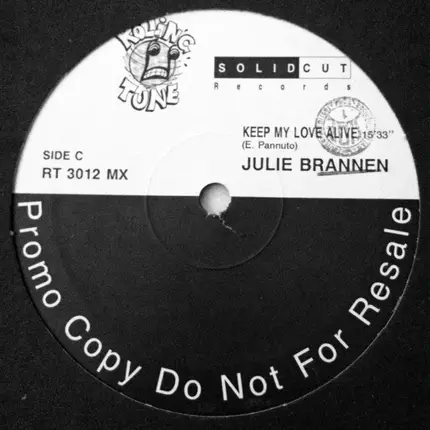 ROLLING
TUNE
SOLID CUT
Records
KEEP MY LOVE ALIVE 15'33"
(E. Pannuto)
SIDE C
RT 3012 MX
JULIE BRANNEN
Promo Copy Do Not For Resale